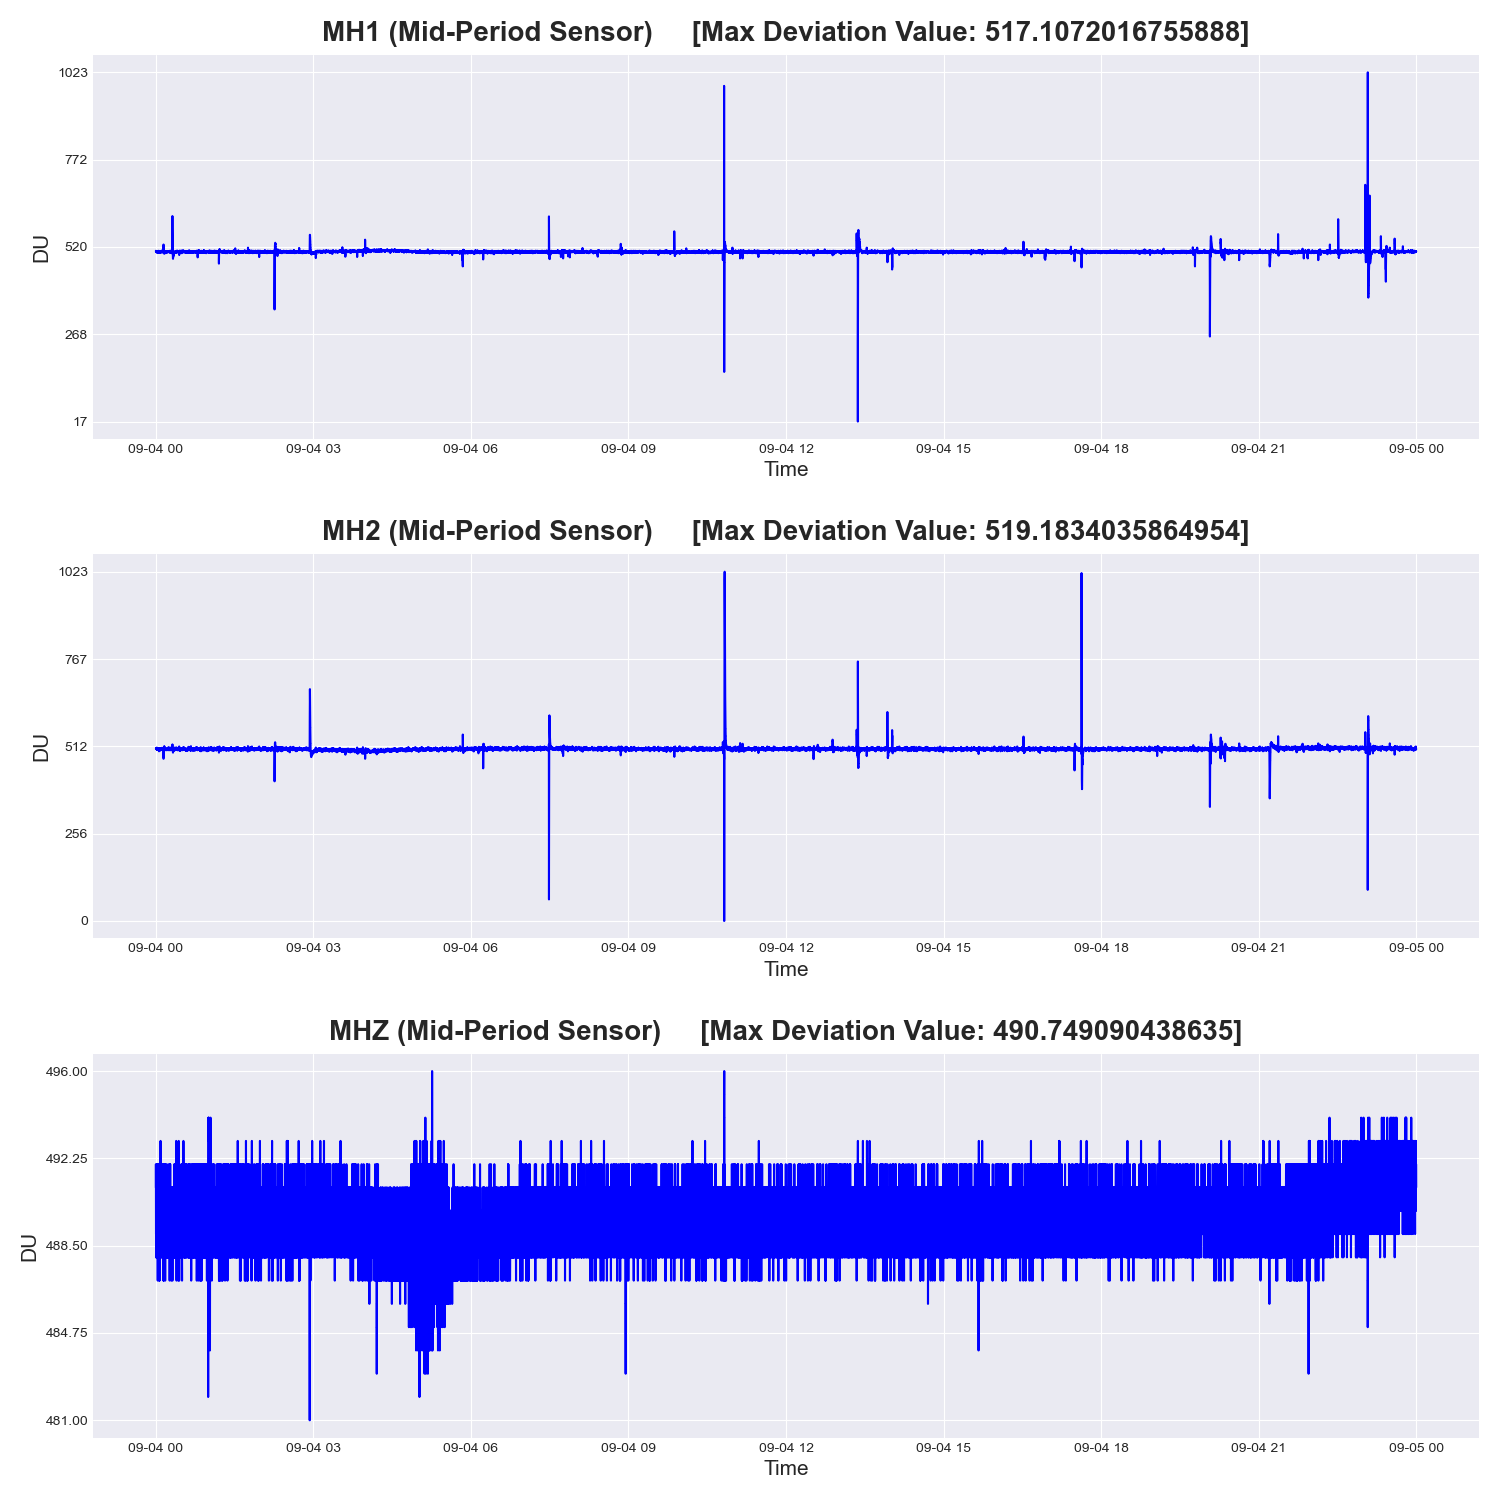 MH1 (Mid-Period Sensor) [Max Deviation Value: 517.1072016755888]
1023
772
520
268
17
DU
09-04 00 09-04 03 09-04 06 09-04 09 09-04 12 09-04 15 09-04 18 09-04 21 09-05 00
Time
MH2 (Mid-Period Sensor) [Max Deviation Value: 519.1834035864954]
1023
767
512
256
0
DU
09-04 00 09-04 03 09-04 06 09-04 09 09-04 12 09-04 15 09-04 18 09-04 21 09-05 00
Time
MHZ (Mid-Period Sensor) [Max Deviation Value: 490.749090438635]
496.00
492.25
488.50
484.75
481.00
DU
09-04 00 09-04 03 09-04 06 09-04 09 09-04 12 09-04 15 09-04 18 09-04 21 09-05 00
Time